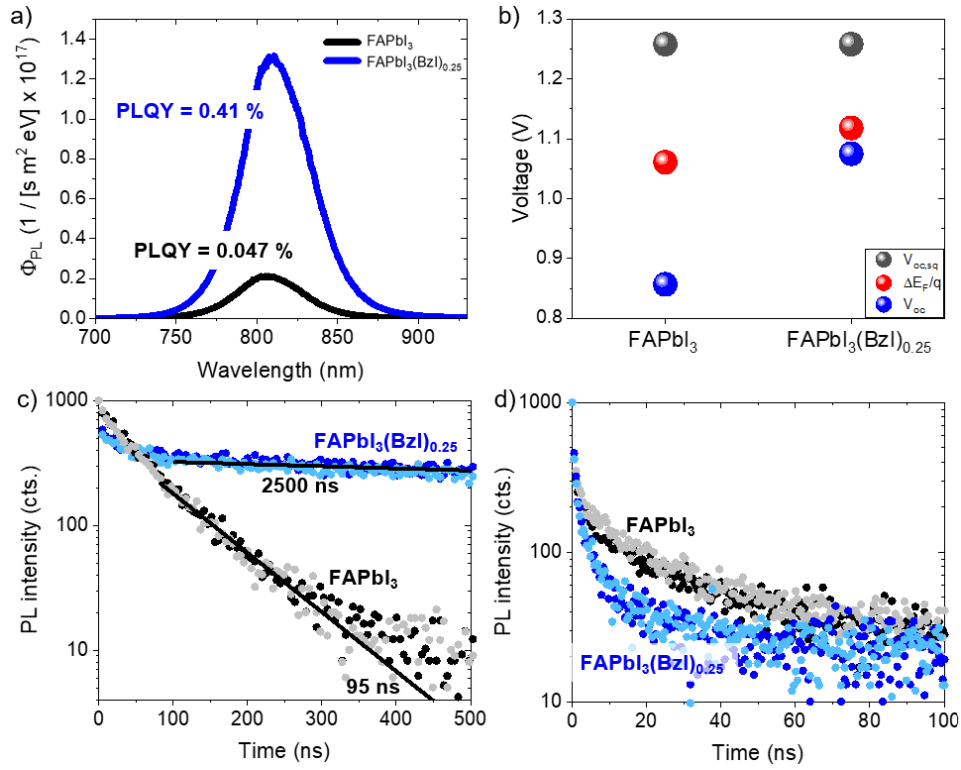 a)
FAPbI₃
FAPbI₃(BzI)₀.₂₅
PLQY = 0.41 %
PLQY = 0.047 %
Φ_PL (1 / [s m² eV] x 10¹⁷)
1.4
1.2
1.0
0.8
0.6
0.4
0.2
0.0
700 750 800 850 900
Wavelength (nm)
b)
Voltage (V)
1.3
1.2
1.1
1.0
0.9
0.8
V_oc,sq
ΔE_F/q
V_oc
FAPbI₃ FAPbI₃(BzI)₀.₂₅
c)
PL intensity (cts.)
1000
100
10
FAPbI₃(BzI)₀.₂₅
2500 ns
FAPbI₃
95 ns
0 100 200 300 400 500
Time (ns)
d)
PL intensity (cts.)
1000
100
10
FAPbI₃
FAPbI₃(BzI)₀.₂₅
0 20 40 60 80 100
Time (ns)